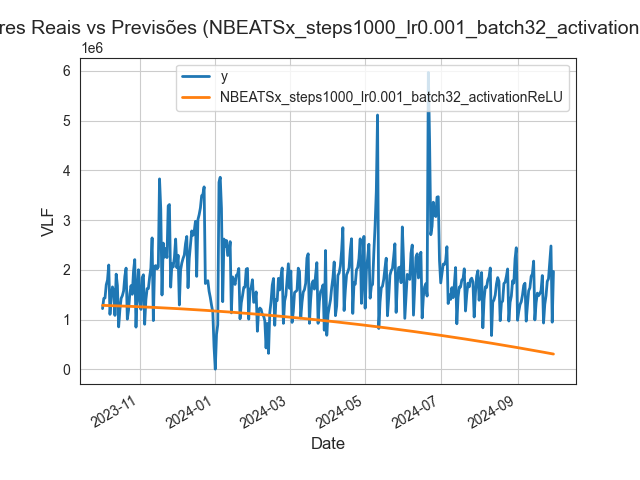 res Reais vs Previsões (NBEATSx_steps1000_lr0.001_batch32_activation
1e6
y
NBEATSx_steps1000_lr0.001_batch32_activationReLU
6
5
4
3
2
1
0
VLF
2023-11
2024-01
2024-03
2024-05
2024-07
2024-09
Date